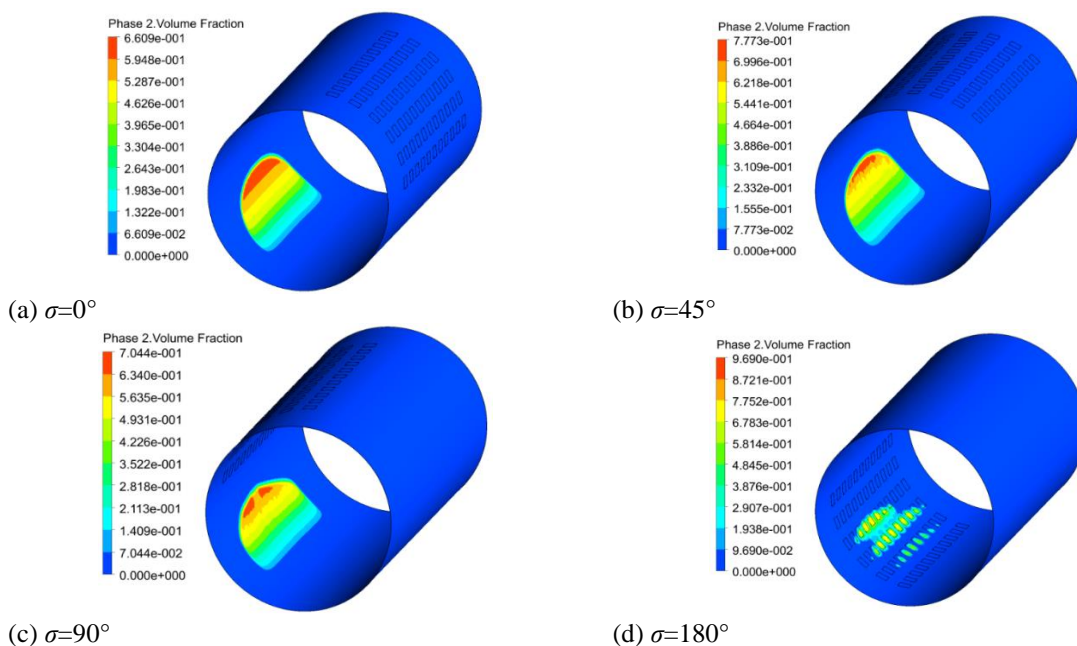 Phase 2.Volume Fraction
6.609e-001
5.948e-001
5.287e-001
4.626e-001
3.965e-001
3.304e-001
2.643e-001
1.983e-001
1.322e-001
6.609e-002
0.000e+000
(a) σ=0°
Phase 2.Volume Fraction
7.773e-001
6.996e-001
6.218e-001
5.441e-001
4.664e-001
3.886e-001
3.109e-001
2.332e-001
1.555e-001
7.773e-002
0.000e+000
(b) σ=45°
Phase 2.Volume Fraction
7.044e-001
6.340e-001
5.635e-001
4.931e-001
4.226e-001
3.522e-001
2.818e-001
2.113e-001
1.409e-001
7.044e-002
0.000e+000
(c) σ=90°
Phase 2.Volume Fraction
9.690e-001
8.721e-001
7.752e-001
6.783e-001
5.814e-001
4.845e-001
3.876e-001
2.907e-001
1.938e-001
9.690e-002
0.000e+000
(d) σ=180°